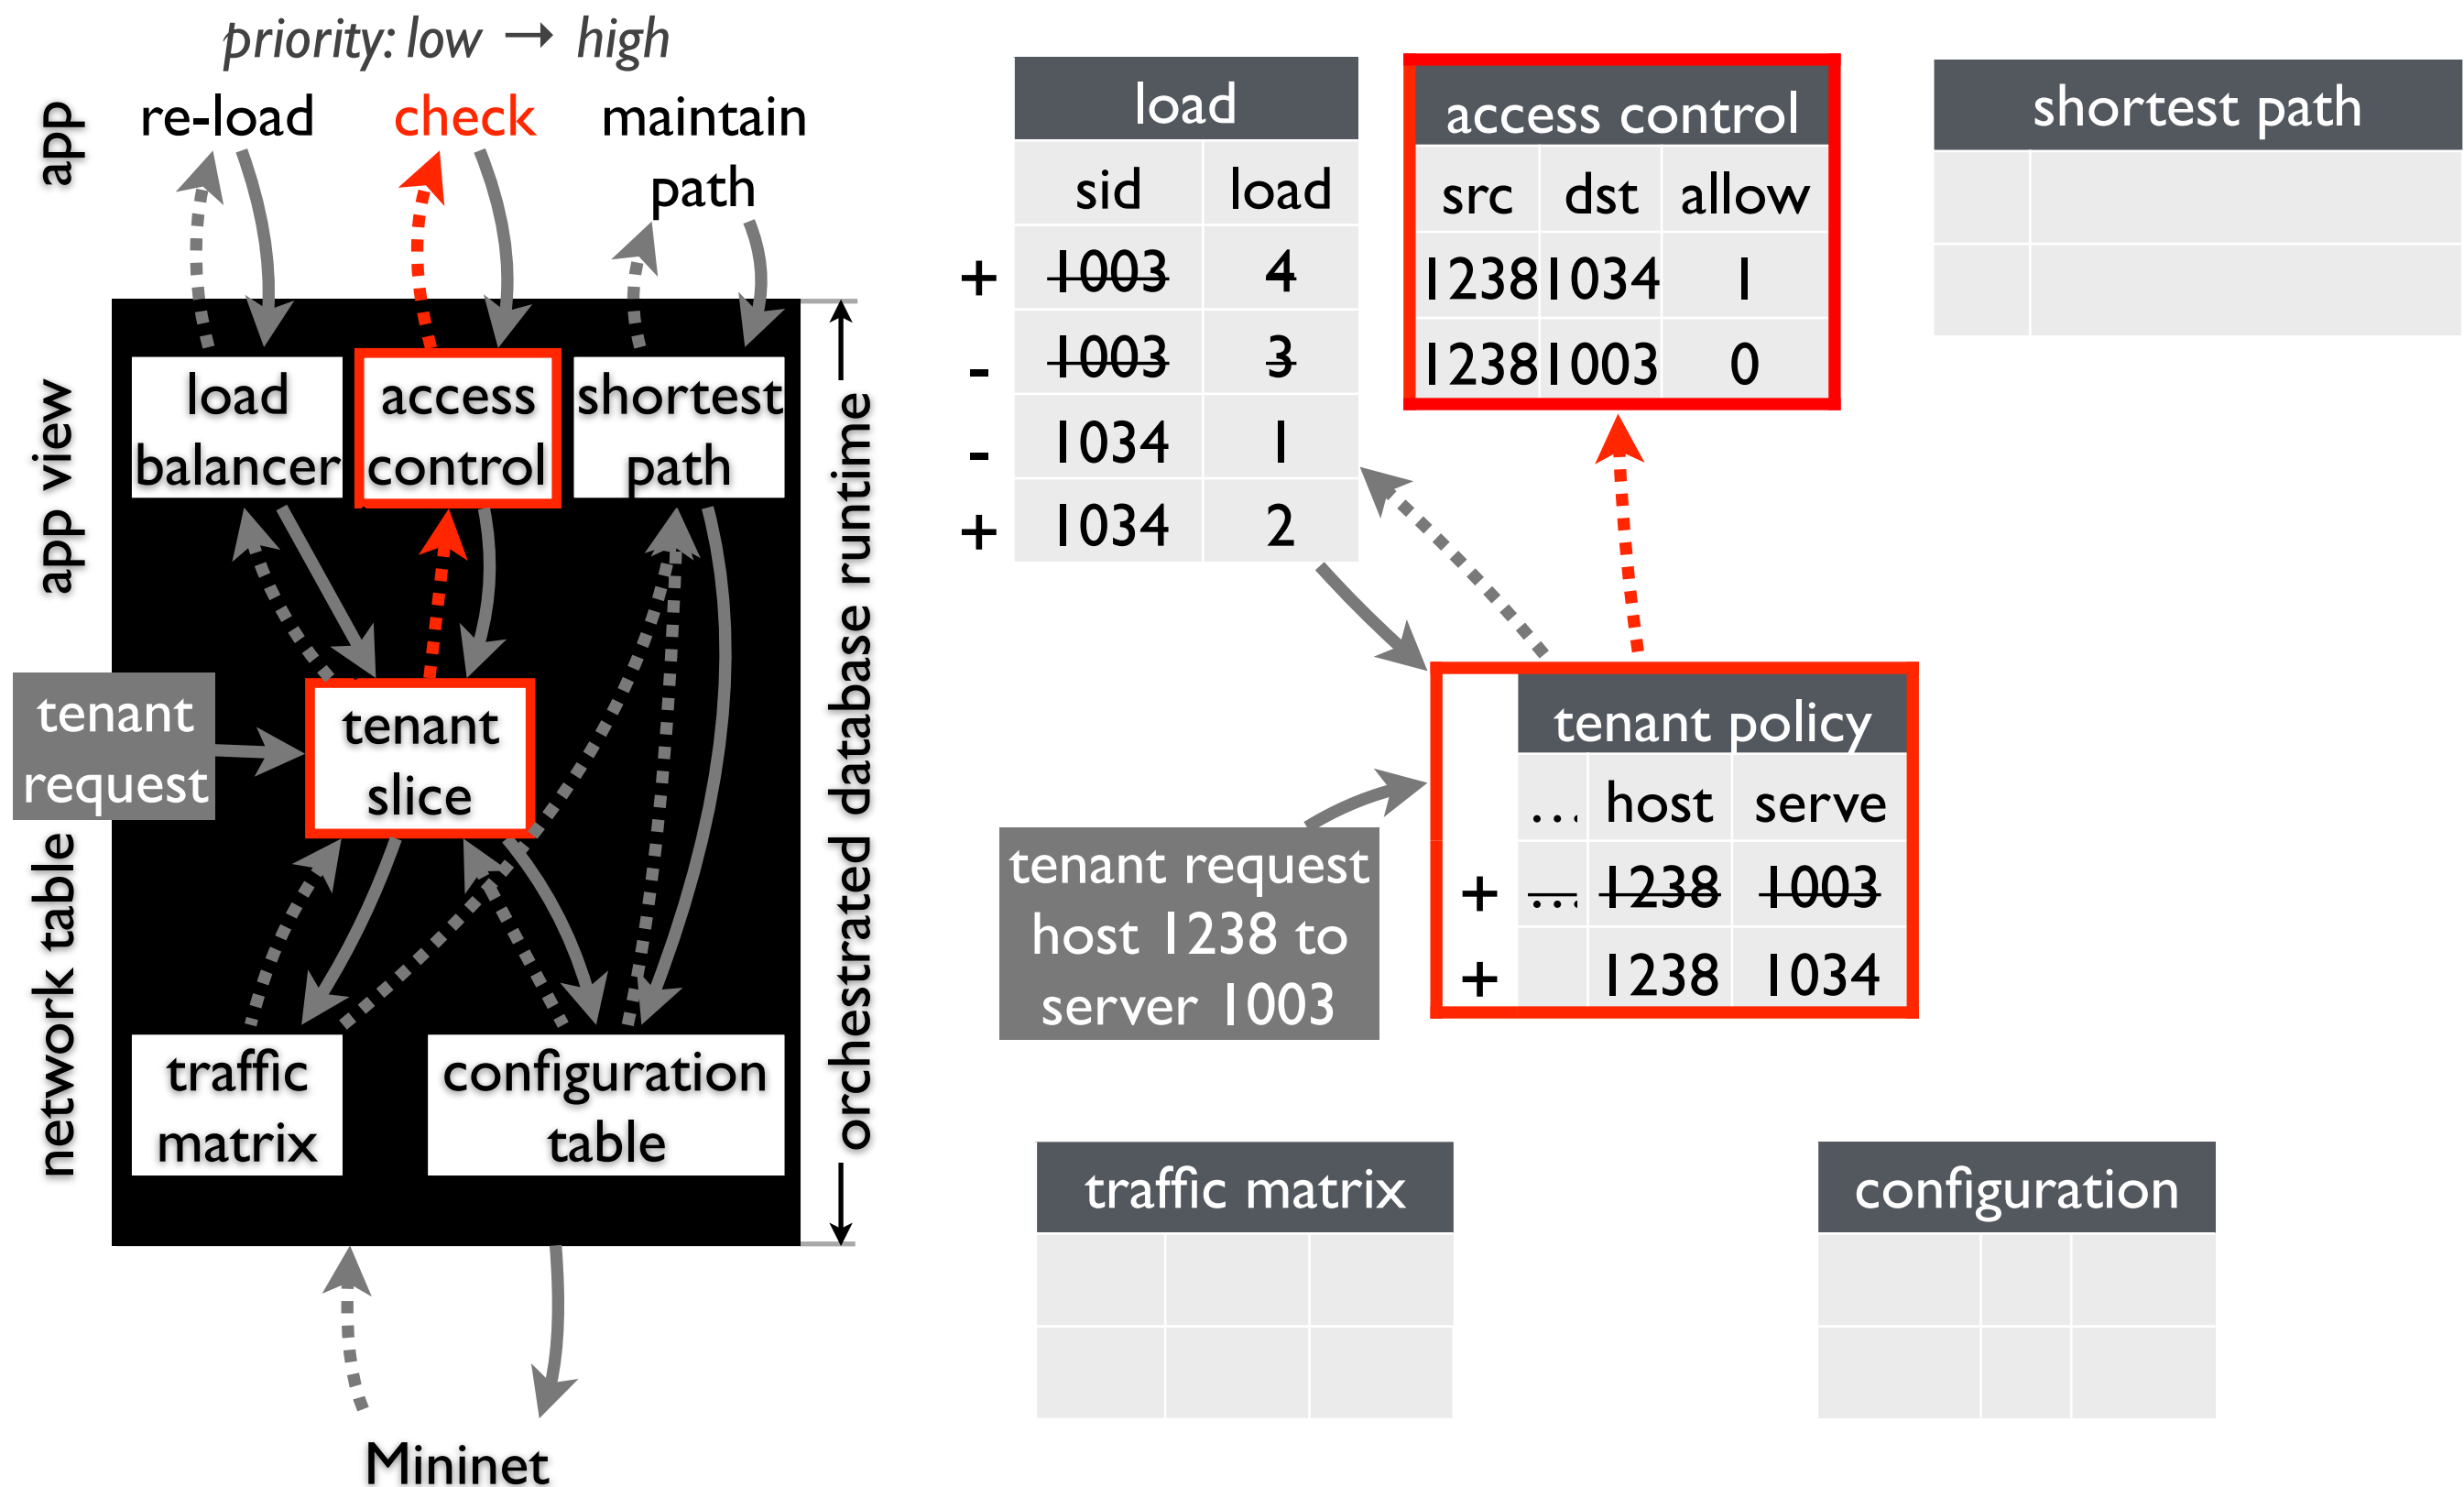 priority: low → high
app
re-load
check
maintain
path
app view
load
balancer
access
control
shortest
path
orchestrated database runtime
tenant
request
tenant
slice
network table
traffic
matrix
configuration
table
Mininet
load
sid load
+ 1003 4
- 1003 3
- 1034 1
+ 1034 2
access control
src dst allow
1238 1034 1
1238 1003 0
shortest path
tenant policy
... host serve
+ ... 1238 1003
+ 1238 1034
tenant request
host 1238 to
server 1003
traffic matrix
configuration